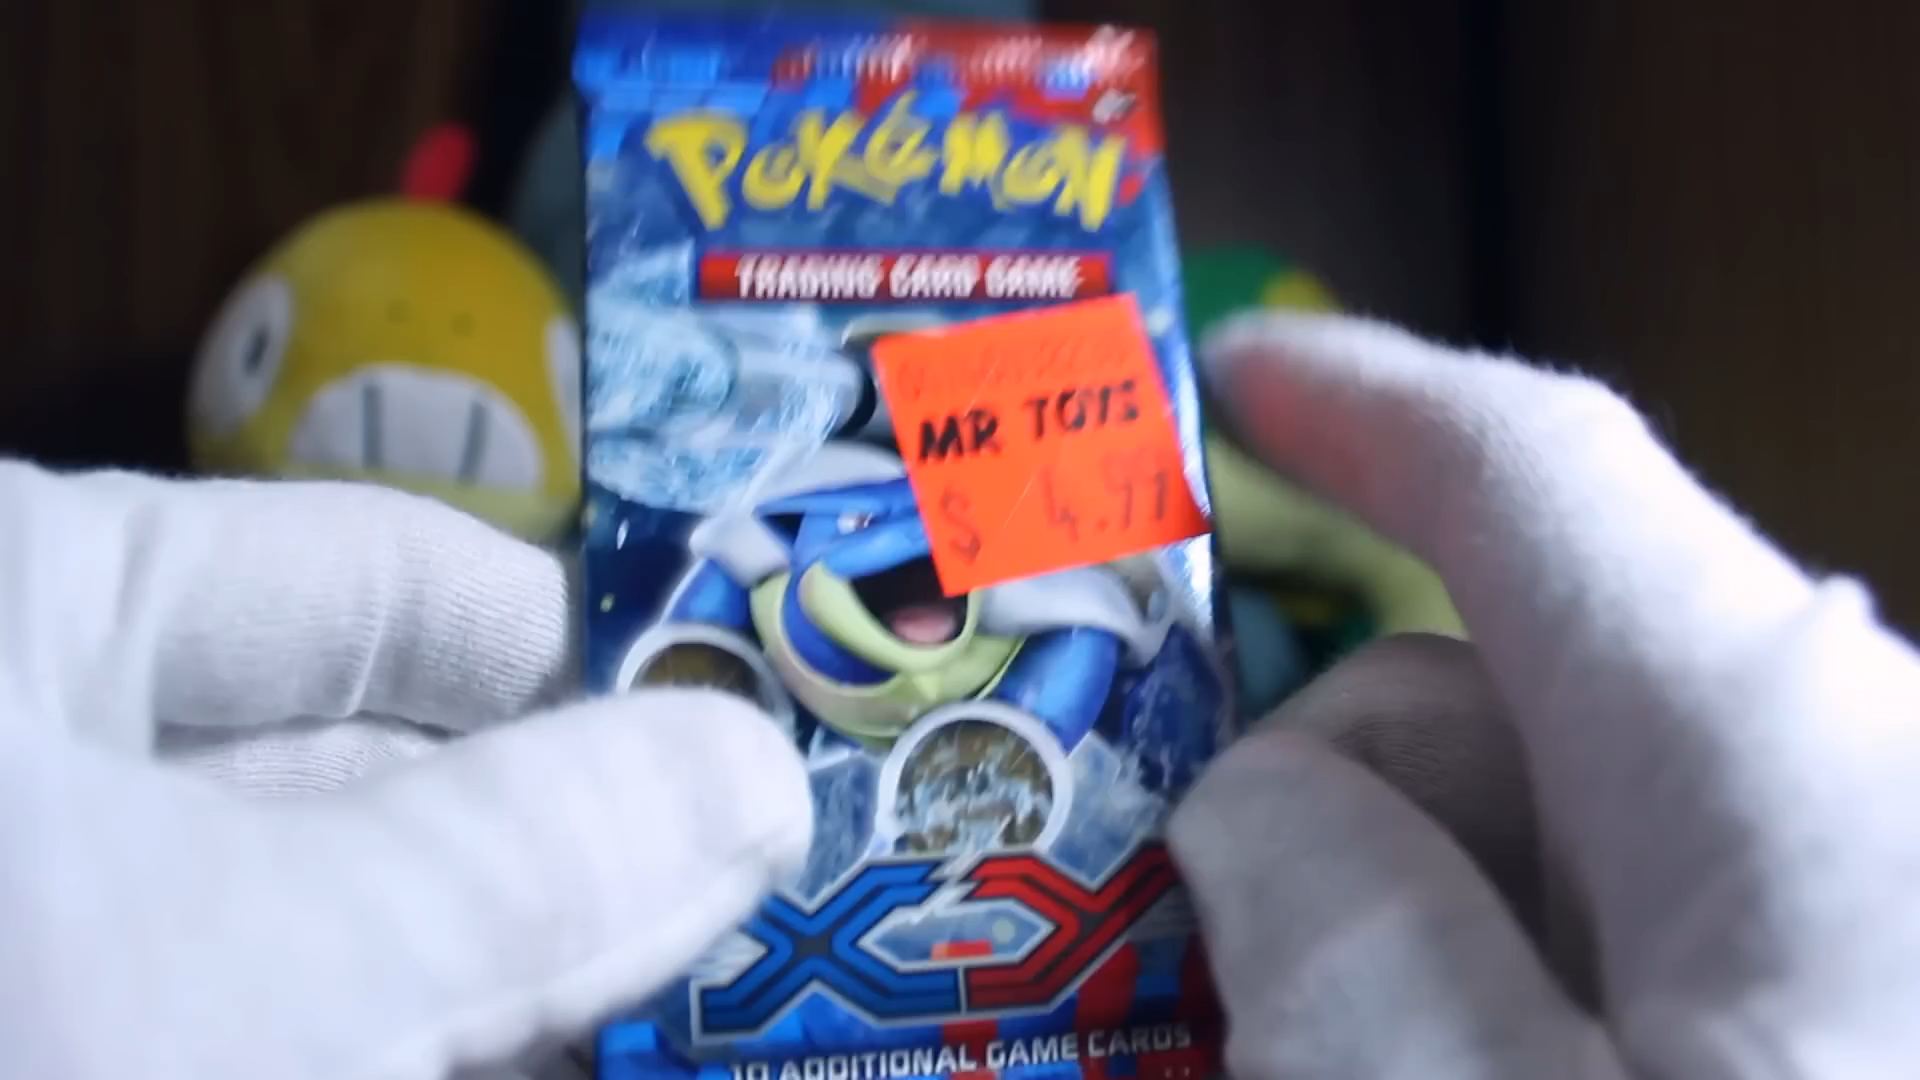 POKéMON
TRADING CARD GAME
MR TOYS
$ 4.99
XY
10 ADDITIONAL GAME CARDS